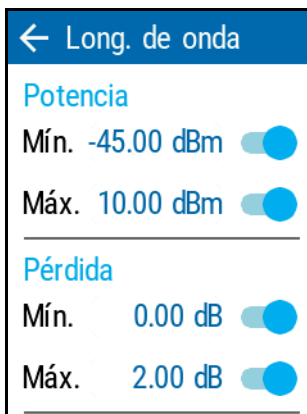 ← Long. de onda
Potencia
Mín. -45.00 dBm
Máx. 10.00 dBm
Pérdida
Mín. 0.00 dB
Máx. 2.00 dB